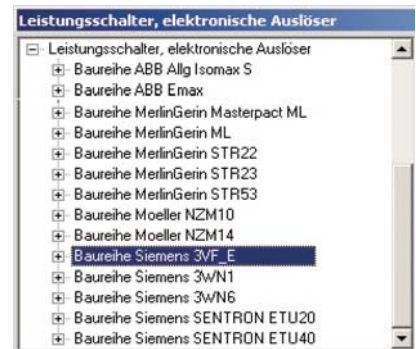 Leistungsschalter, elektronische Auslöser
Leistungsschalter, elektronische Auslöser
Baureihe ABB Allg Isomax S
Baureihe ABB Emax
Baureihe MerlinGerin Masterpact ML
Baureihe MerlinGerin ML
Baureihe MerlinGerin STR22
Baureihe MerlinGerin STR23
Baureihe MerlinGerin STR53
Baureihe Moeller NZM10
Baureihe Moeller NZM14
Baureihe Siemens 3VF_E
Baureihe Siemens 3WN1
Baureihe Siemens 3WN6
Baureihe Siemens SENTRON ETU20
Baureihe Siemens SENTRON ETU40